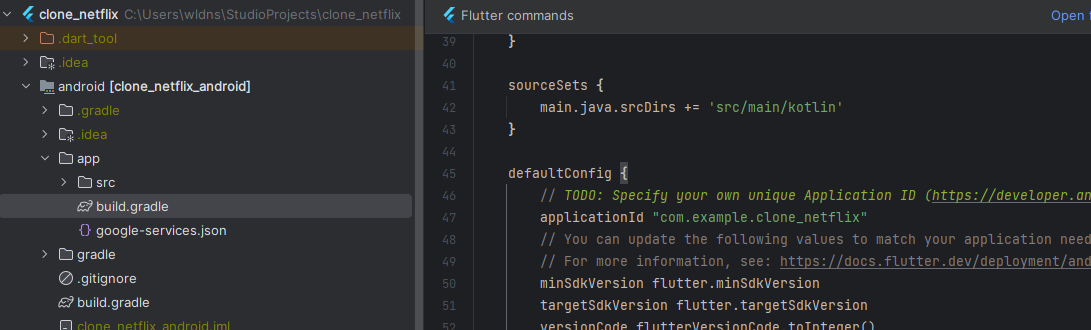 clone_netflix C:\Users\wldns\StudioProjects\clone_netflix
.dart_tool
.idea
android [clone_netflix_android]
.gradle
.idea
app
src
build.gradle
google-services.json
gradle
.gitignore
build.gradle
clone_netflix_android.iml
Flutter commands
Open f
39 }
40
41 sourceSets {
42 main.java.srcDirs += 'src/main/kotlin'
43 }
44
45 defaultConfig {
46 // TODO: Specify your own unique Application ID (https://developer.an
47 applicationId "com.example.clone_netflix"
48 // You can update the following values to match your application need
49 // For more information, see: https://docs.flutter.dev/deployment/and
50 minSdkVersion flutter.minSdkVersion
51 targetSdkVersion flutter.targetSdkVersion
52 versionCode flutterVersionCode.toInteger()